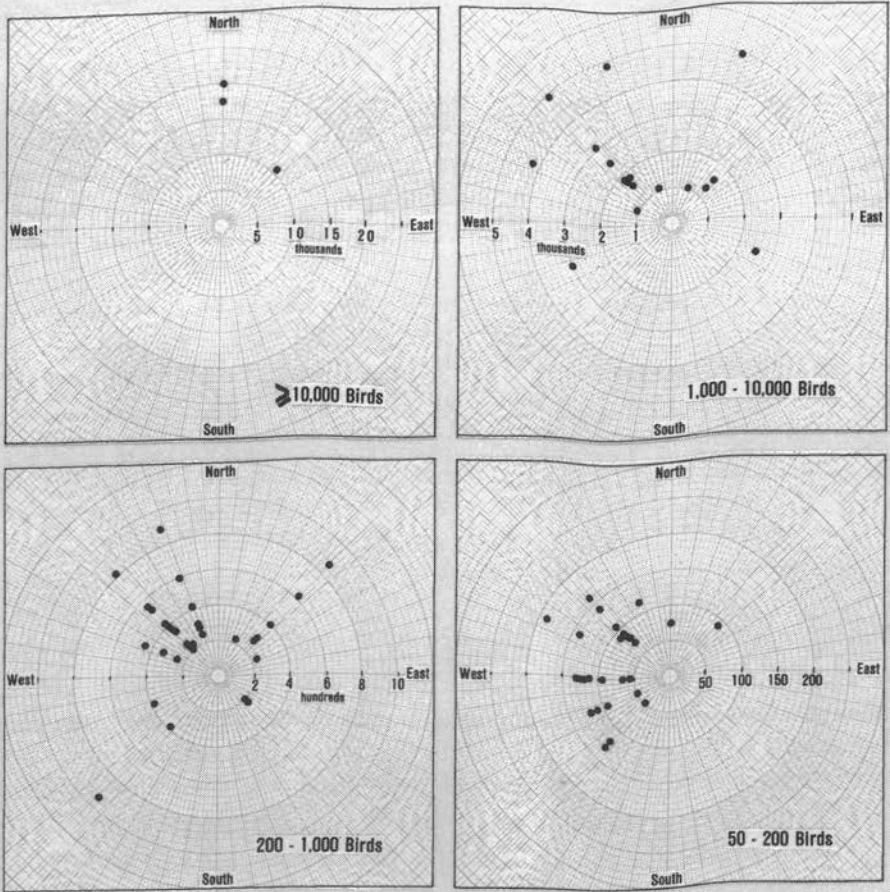 North
West
5 10 15 20
East
thousands
⩾10,000 Birds
South
North
West
5 4 3 2 1
East
thousands
1,000 - 10,000 Birds
South
North
West
2 4 6 8 10
East
hundreds
200 - 1,000 Birds
South
North
West
50 100 150 200
East
50 - 200 Birds
South